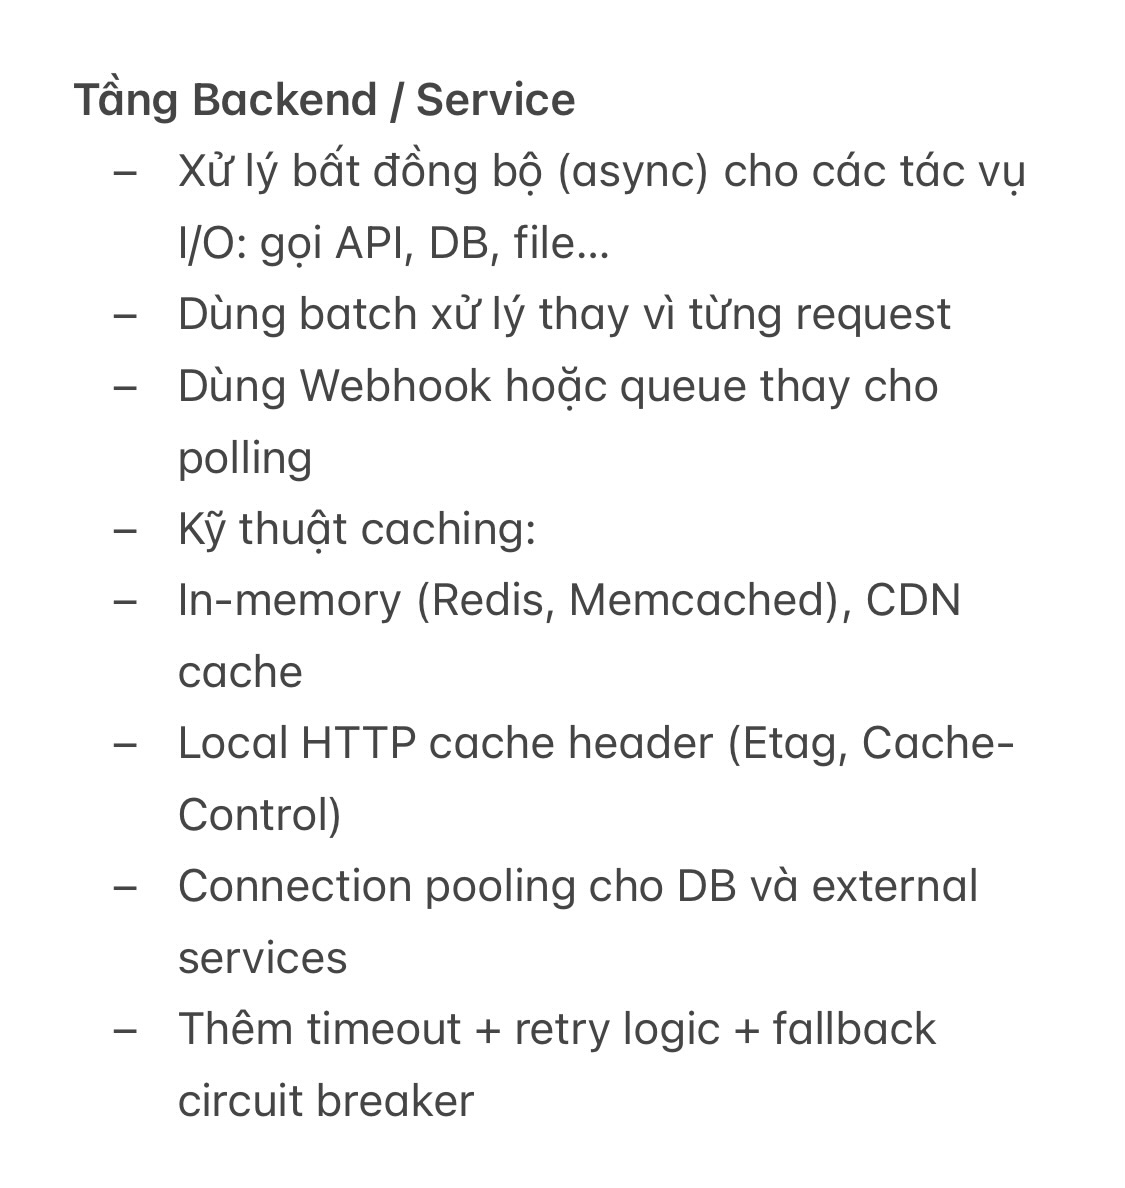 Tầng Backend / Service
– Xử lý bất đồng bộ (async) cho các tác vụ
I/O: gọi API, DB, file...
– Dùng batch xử lý thay vì từng request
– Dùng Webhook hoặc queue thay cho
polling
– Kỹ thuật caching:
– In-memory (Redis, Memcached), CDN
cache
– Local HTTP cache header (Etag, Cache-
Control)
– Connection pooling cho DB và external
services
– Thêm timeout + retry logic + fallback
circuit breaker